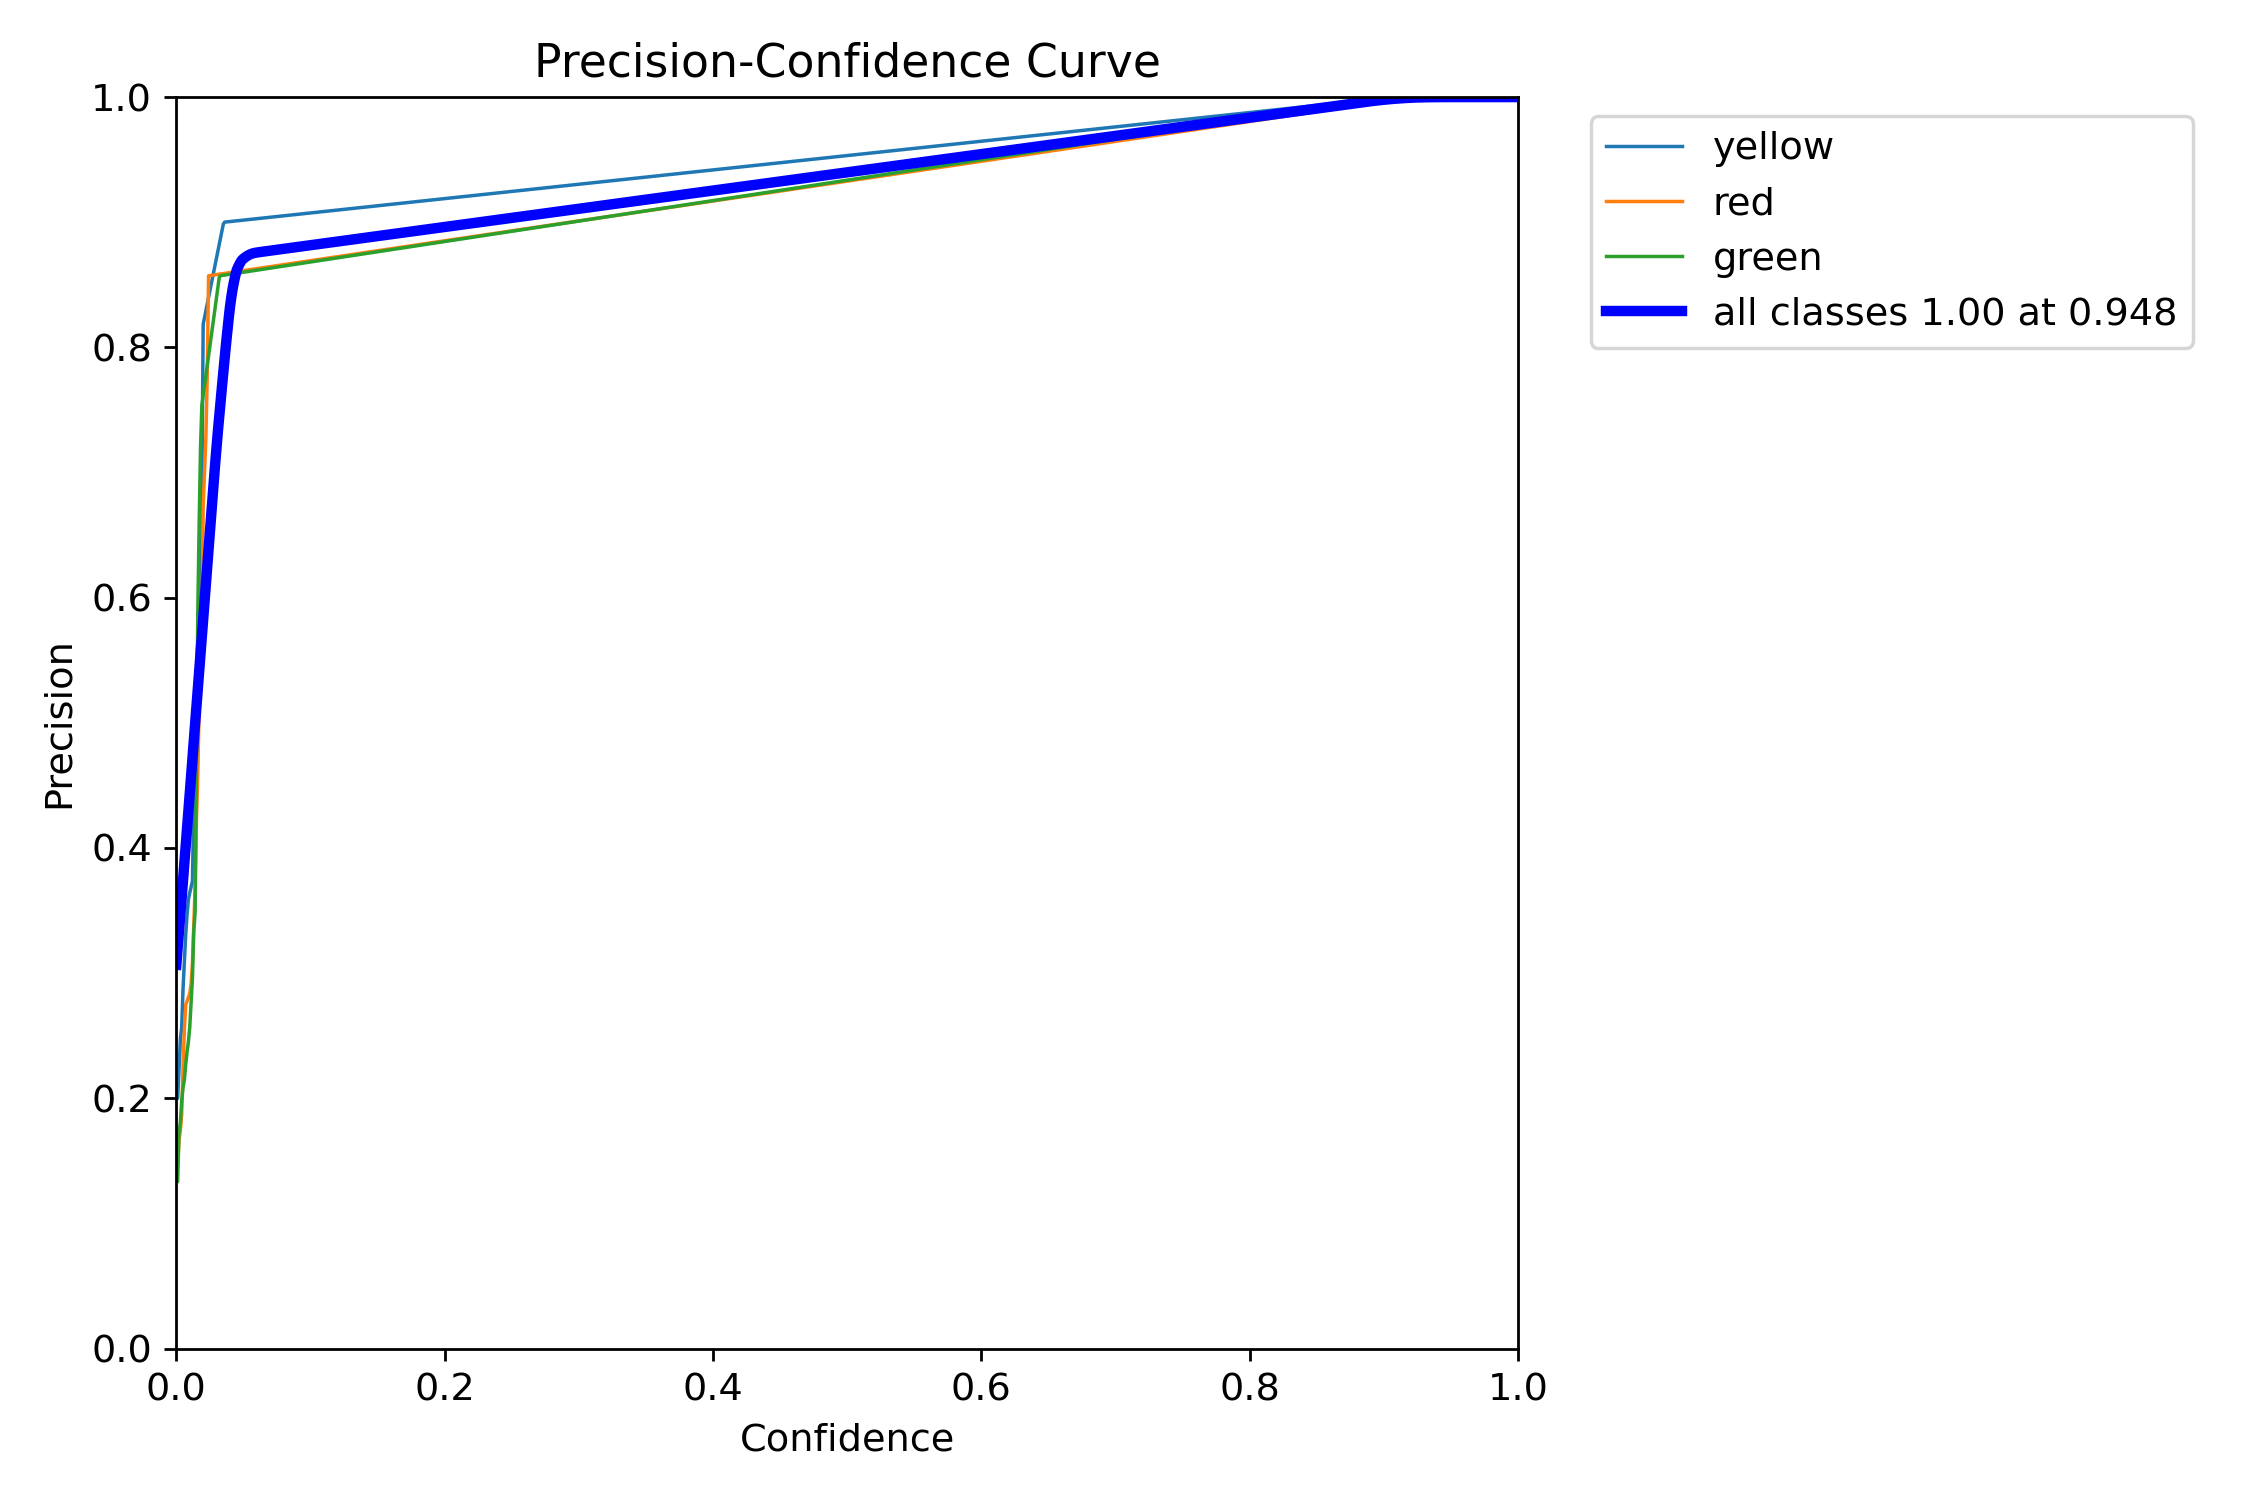 Precision-Confidence Curve
1.0
0.8
0.6
0.4
0.2
0.0
Precision
0.0 0.2 0.4 0.6 0.8 1.0
Confidence
yellow
red
green
all classes 1.00 at 0.948